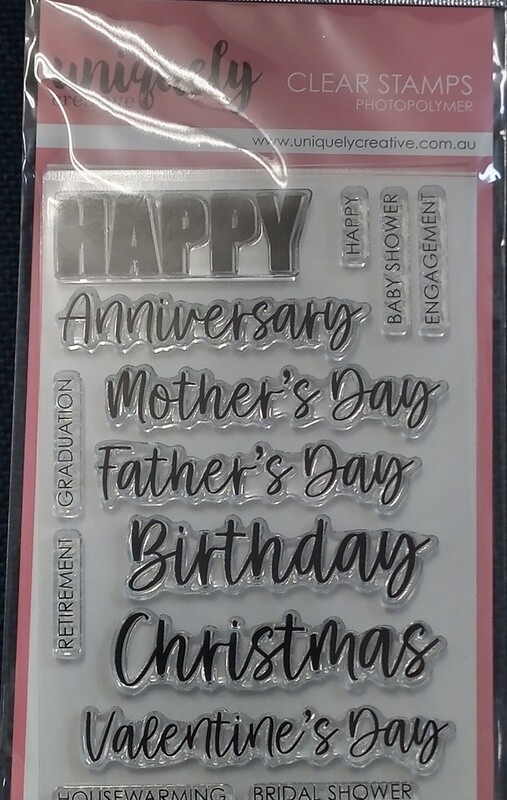 uniquely
creative
CLEAR STAMPS
PHOTOPOLYMER
www.uniquelycreative.com.au
HAPPY
HAPPY
BABY SHOWER
ENGAGEMENT
Anniversary
Mother's Day
GRADUATION
Father's Day
Birthday
RETIREMENT
Christmas
Valentine's Day
HOUSEWARMING
BRIDAL SHOWER